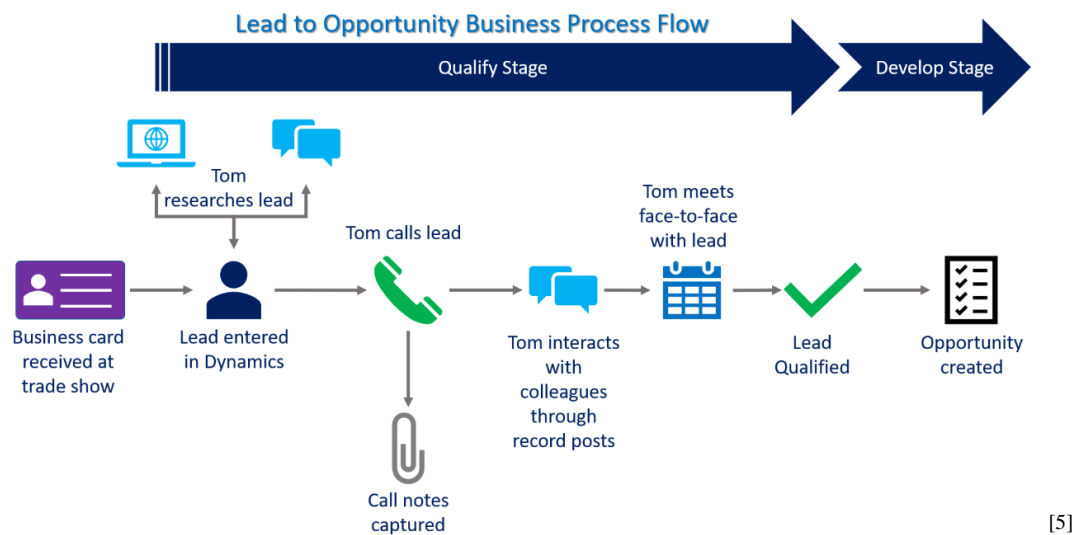 Lead to Opportunity Business Process Flow
Qualify Stage
Develop Stage
Tom
researches lead
Tom calls lead
Tom meets
face-to-face
with lead
Business card
received at
trade show
Lead entered
in Dynamics
Tom interacts
with
colleagues
through
record posts
Lead
Qualified
Opportunity
created
Call notes
captured
[5]